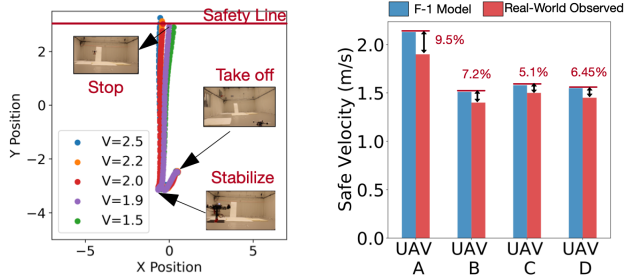 Safety Line
Stop
Take off
Stabilize
V=2.5
V=2.2
V=2.0
V=1.9
V=1.5
2
0
−2
−4
Y Position
−5
0
5
X Position
F-1 Model
Real-World Observed
9.5%
7.2%
5.1%
6.45%
2.0
1.5
1.0
0.5
0.0
Safe Velocity (m/s)
UAV UAV UAV UAV
A B C D